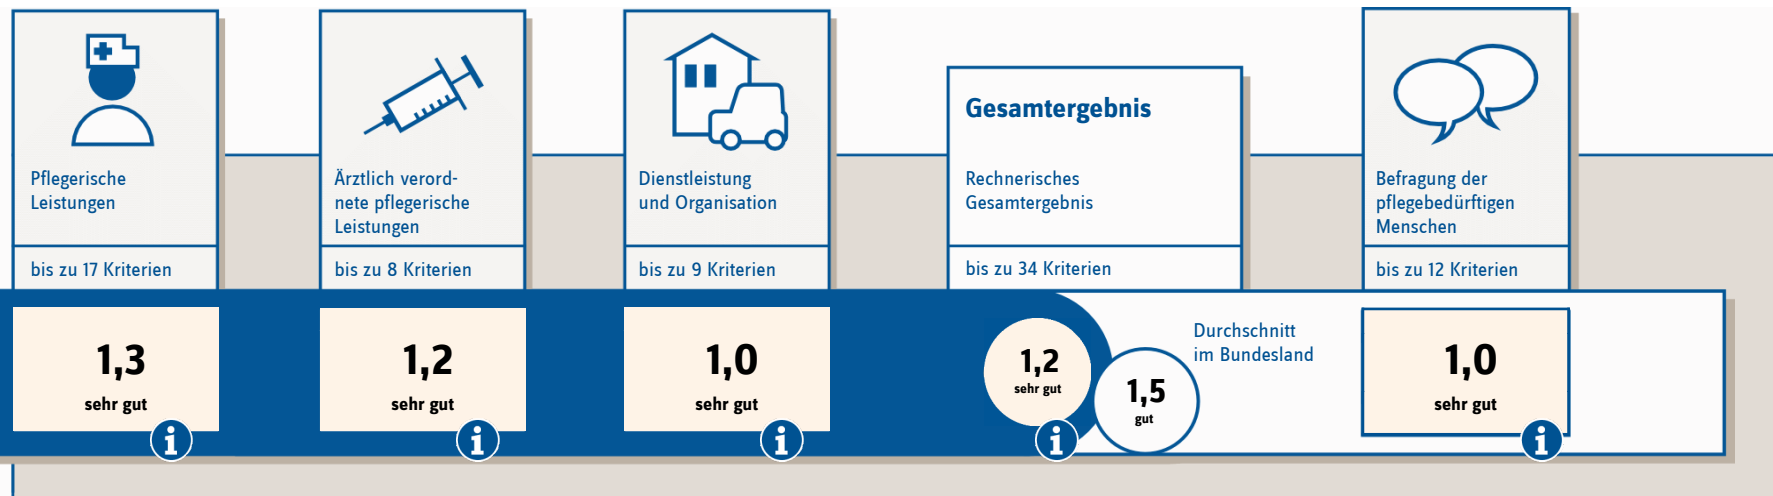 Pflegerische
Leistungen
bis zu 17 Kriterien
1,3
sehr gut
i
Ärztlich verord-
nete pflegerische
Leistungen
bis zu 8 Kriterien
1,2
sehr gut
i
Dienstleistung
und Organisation
bis zu 9 Kriterien
1,0
sehr gut
i
Gesamtergebnis
Rechnerisches
Gesamtergebnis
bis zu 34 Kriterien
1,2
sehr gut
i
1,5
gut
Durchschnitt
im Bundesland
Befragung der
pflegebedürftigen
Menschen
bis zu 12 Kriterien
1,0
sehr gut
i